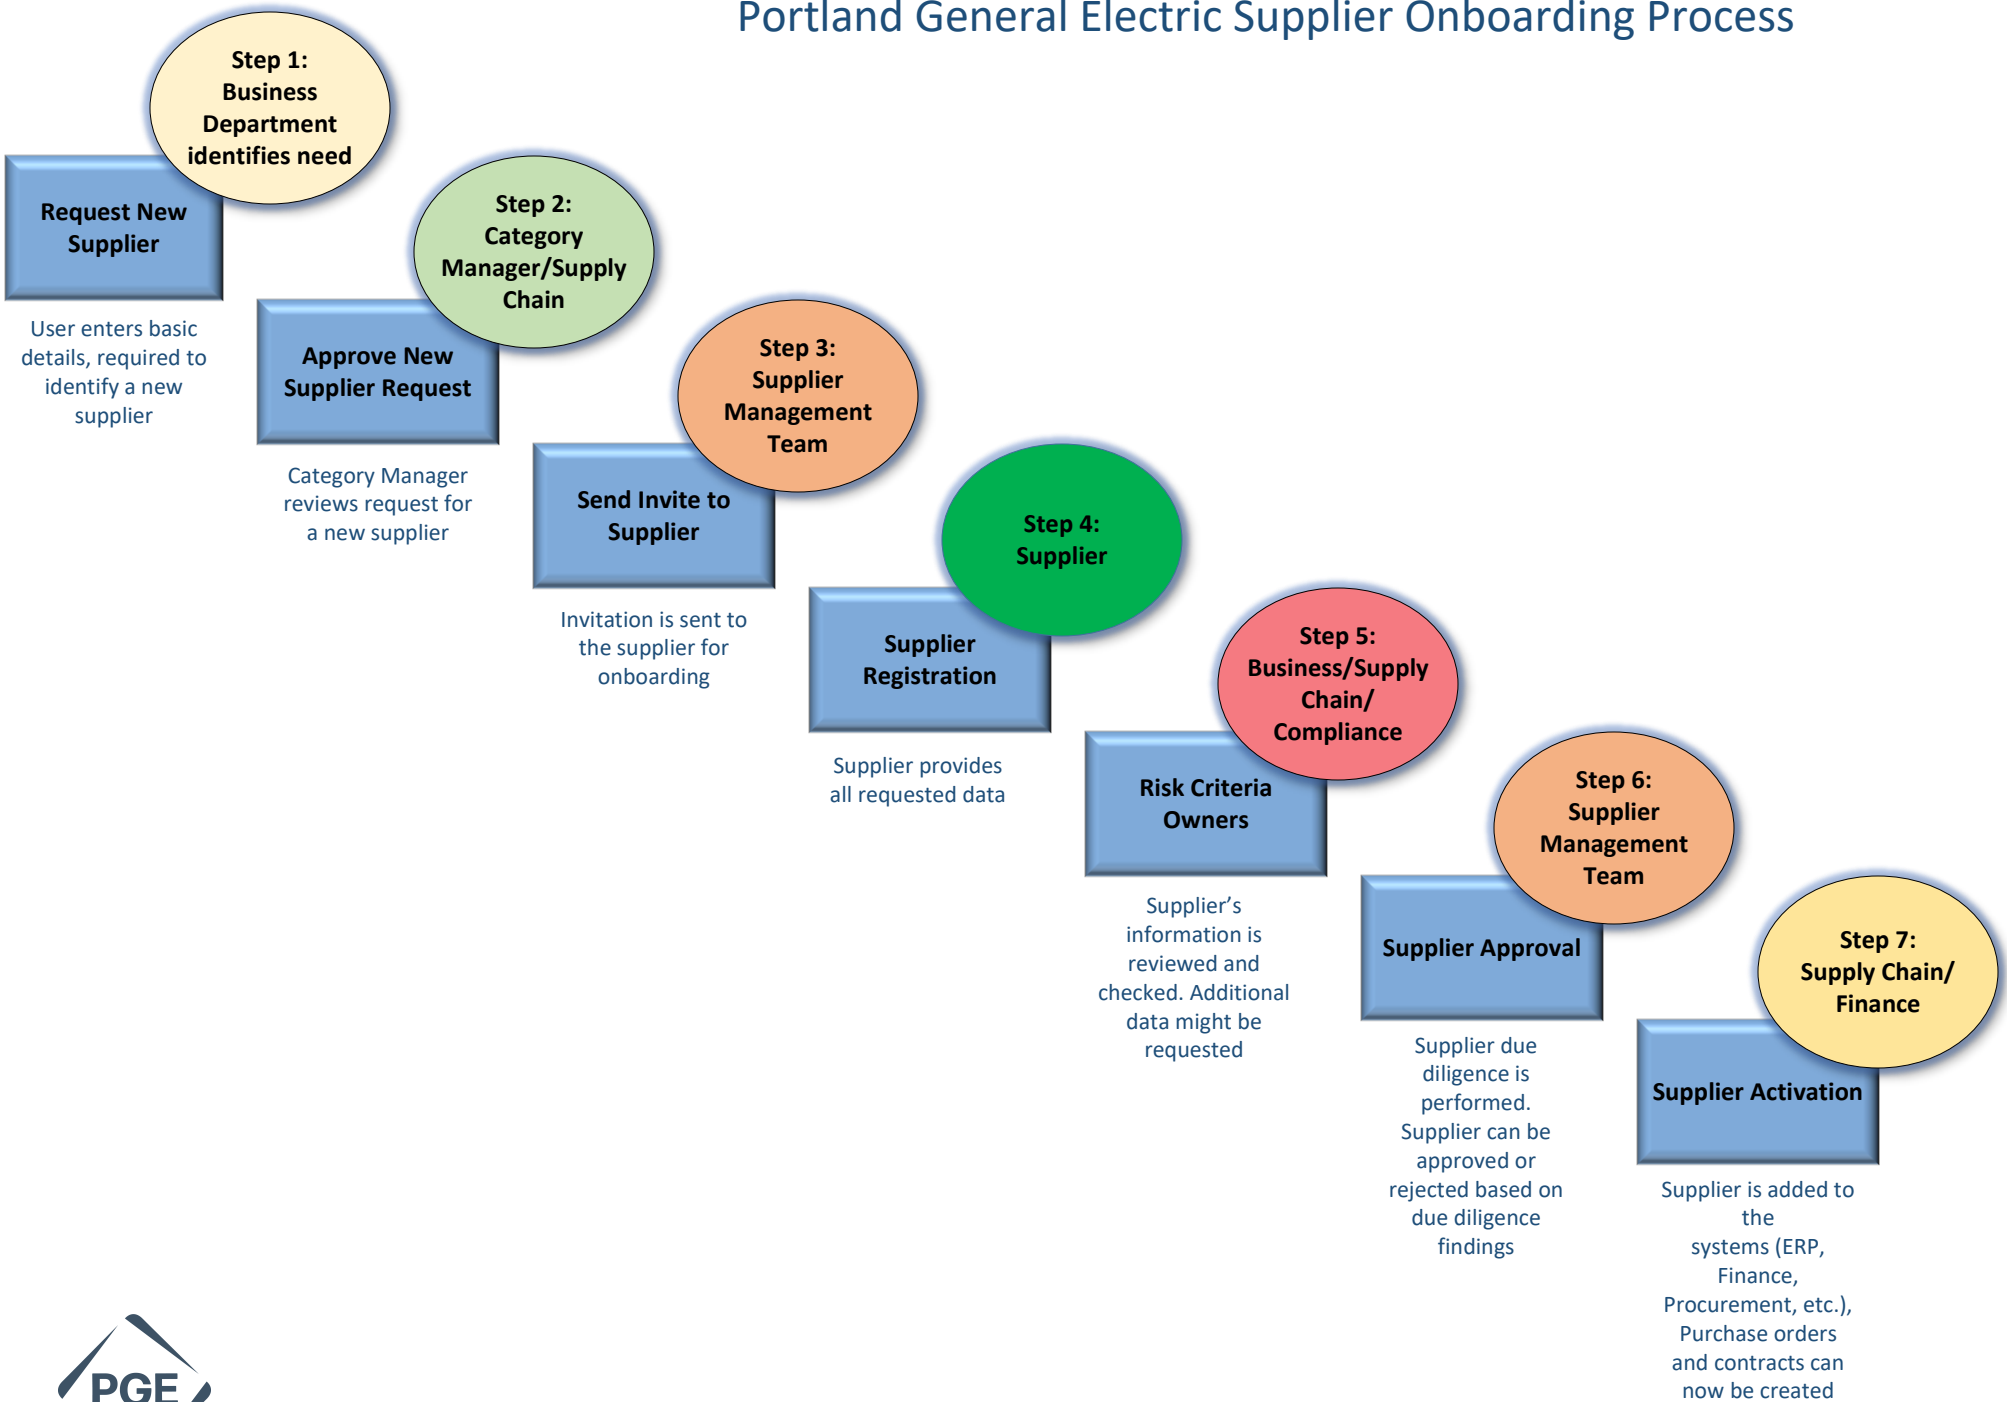 Portland General Electric Supplier Onboarding Process
Step 1:
Business
Department
identifies need
Request New
Supplier
User enters basic
details, required to
identify a new
supplier
Step 2:
Category
Manager/Supply
Chain
Approve New
Supplier Request
Category Manager
reviews request for
a new supplier
Step 3:
Supplier
Management
Team
Send Invite to
Supplier
Invitation is sent to
the supplier for
onboarding
Step 4:
Supplier
Supplier
Registration
Supplier provides
all requested data
Step 5:
Business/Supply
Chain/
Compliance
Risk Criteria
Owners
Supplier’s
information is
reviewed and
checked. Additional
data might be
requested
Step 6:
Supplier
Management
Team
Supplier Approval
Supplier due
diligence is
performed.
Supplier can be
approved or
rejected based on
due diligence
findings
Step 7:
Supply Chain/
Finance
Supplier Activation
Supplier is added to
the
systems (ERP,
Finance,
Procurement, etc.),
Purchase orders
and contracts can
now be created
PGE